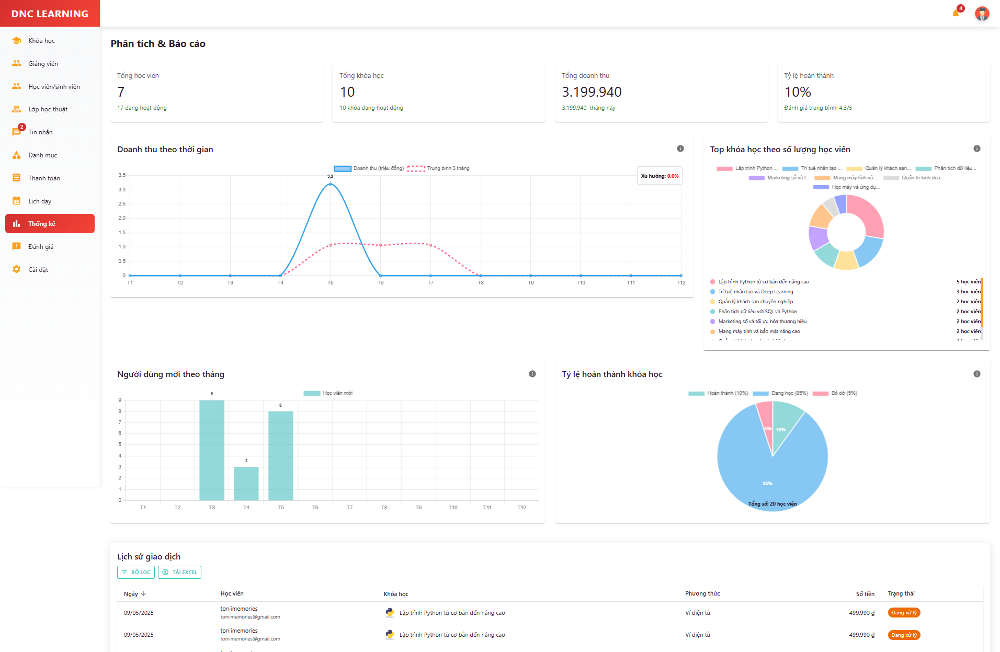 DNC LEARNING
4
Khóa học
Giảng viên
Học viên/sinh viên
Lớp học thuật
2
Tin nhắn
Danh mục
Thanh toán
Lịch dạy
Thống kê
Đánh giá
Cài đặt
Phân tích & Báo cáo
Tổng học viên
7
17 đang hoạt động
Tổng khóa học
10
10 khóa đang hoạt động
Tổng doanh thu
3.199.940
3.199.940 tháng này
Tỷ lệ hoàn thành
10%
Đánh giá trung bình: 4.3/5
Doanh thu theo thời gian
Doanh thu (triệu đồng)
Trung bình 3 tháng
Xu hướng: 0.0%
3.2
3.5
3.0
2.5
2.0
1.5
1.0
0.5
0
T1 T2 T3 T4 T5 T6 T7 T8 T9 T10 T11 T12
Top khóa học theo số lượng học viên
Lập trình Python ... Trí tuệ nhân tạo ... Quản lý khách sạn... Phân tích dữ liệu...
Marketing số và t... Mạng máy tính và ... Quản trị kinh doa...
Học máy và ứng dụ...
Lập trình Python từ cơ bản đến nâng cao 5 học viên
Trí tuệ nhân tạo và Deep Learning 3 học viên
Quản lý khách sạn chuyên nghiệp 2 học viên
Phân tích dữ liệu với SQL và Python 2 học viên
Marketing số và tối ưu hóa thương hiệu 2 học viên
Mạng máy tính và bảo mật nâng cao 2 học viên
Người dùng mới theo tháng
Học viên mới
9
3
8
9
8
7
6
5
4
3
2
1
0
T1 T2 T3 T4 T5 T6 T7 T8 T9 T10 T11 T12
Tỷ lệ hoàn thành khóa học
Hoàn thành (10%) Đang học (85%) Bỏ dở (5%)
5%
10%
85%
Tổng số: 20 học viên
Lịch sử giao dịch
BỘ LỌC
TẢI EXCEL
Ngày Học viên Khóa học Phương thức Số tiền Trạng thái
09/05/2025 toniimemories Lập trình Python từ cơ bản đến nâng cao Ví điện tử 499.990 ₫ Đang xử lý
toniimemories@gmail.com
09/05/2025 toniimemories Lập trình Python từ cơ bản đến nâng cao Ví điện tử 499.990 ₫ Đang xử lý
toniimemories@gmail.com